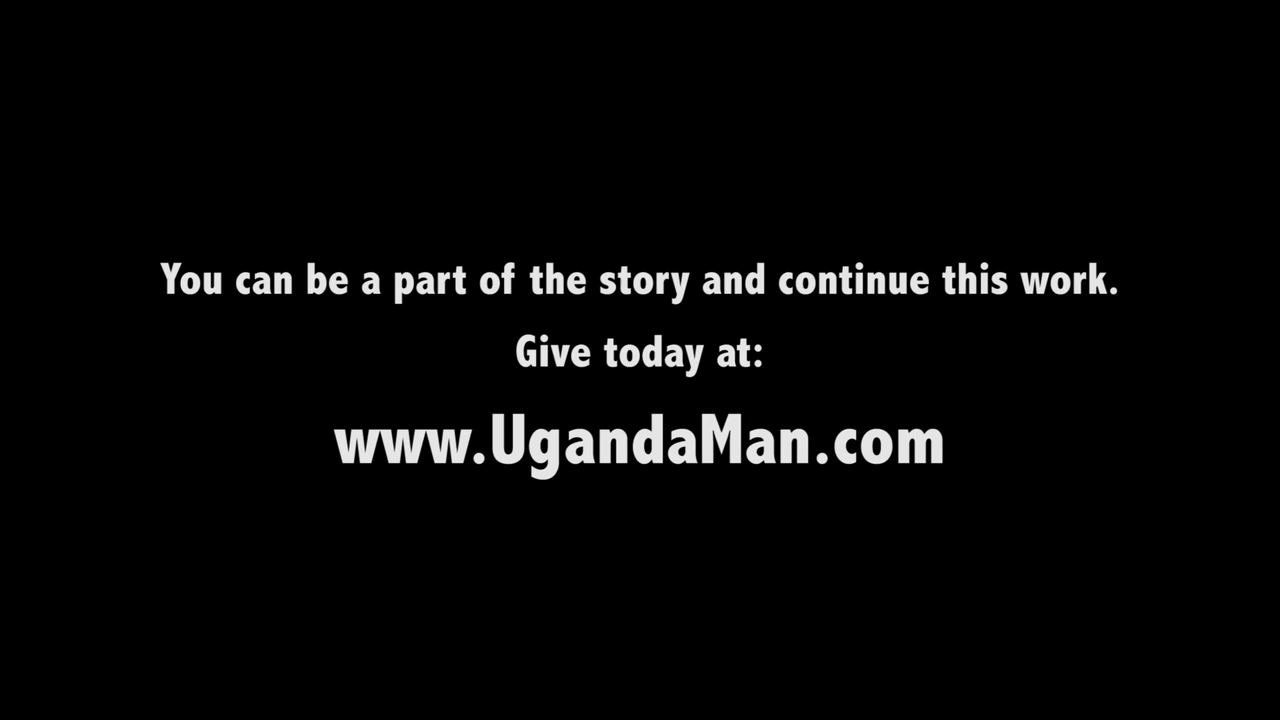 You can be a part of the story and continue this work.
Give today at:
www.UgandaMan.com